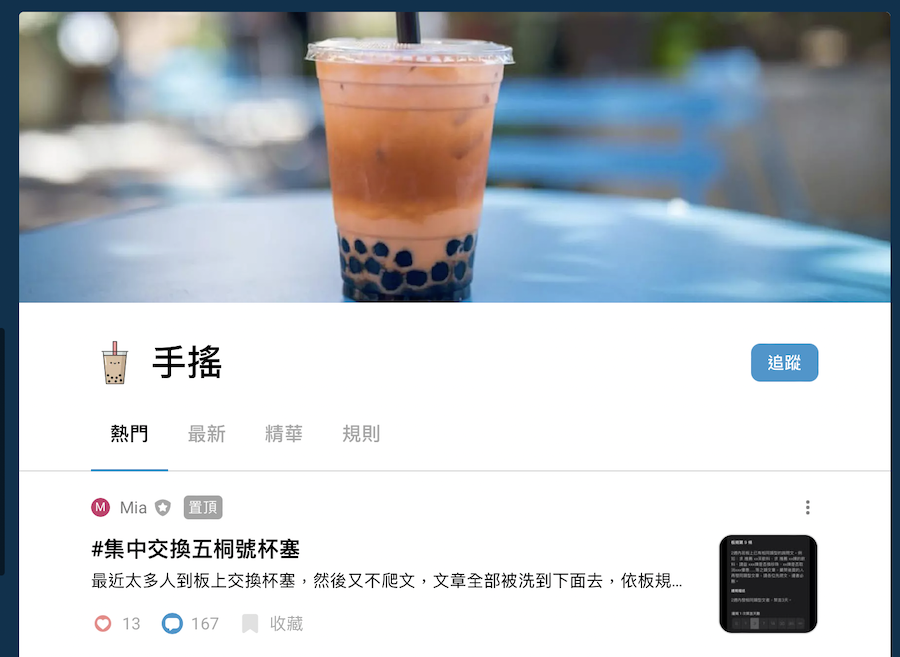 手搖
追蹤
熱門 最新 精華 規則
M Mia 置頂
#集中交換五桐號杯塞
最近太多人到板上交換杯塞，然後又不爬文，文章全部被洗到下面去，依板規...
13 167 收藏